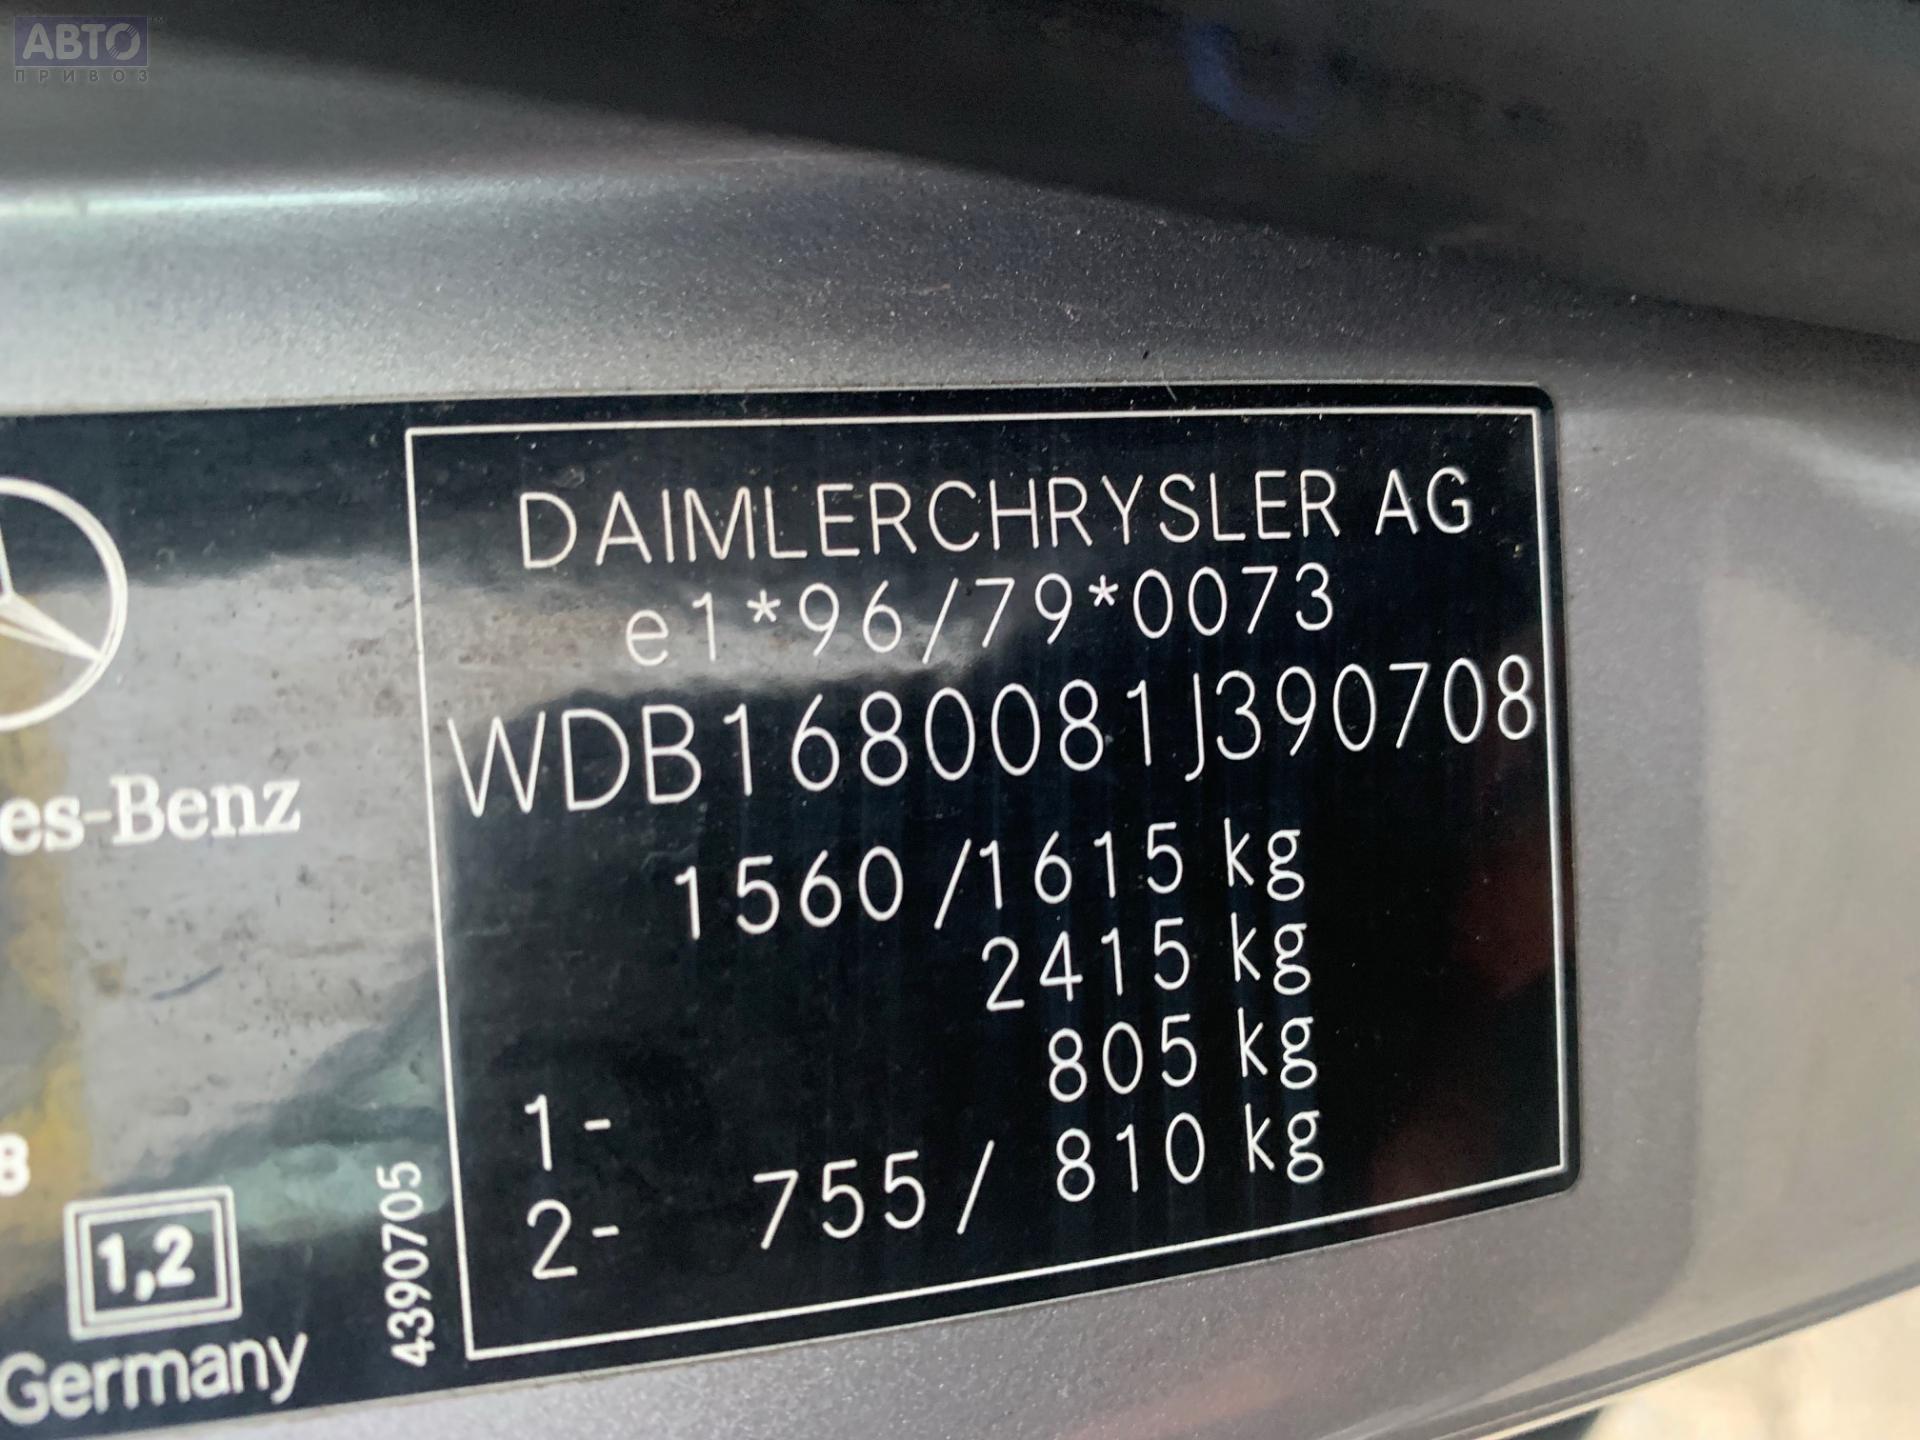 АВТО
ПРИВОЗ
DAIMLERCHRYSLER AG
e1*96/79*0073
WDB1680081J390708
1560/1615 kg
2415 kg
1- 805 kg
2- 755/ 810 kg
es-Benz
8
1,2
Germany
4390705